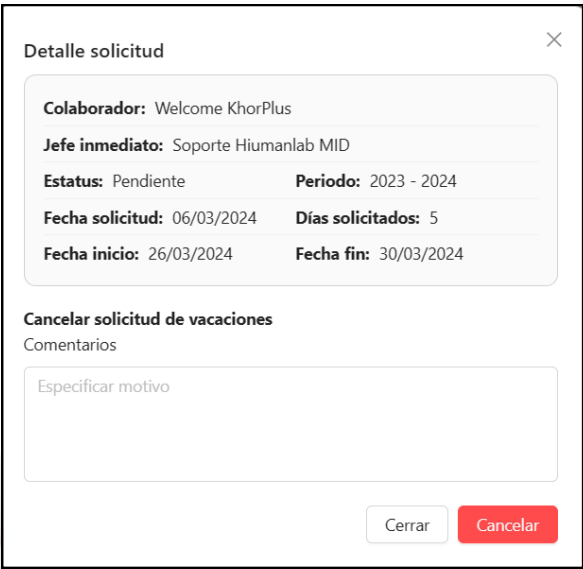 Detalle solicitud
Colaborador: Welcome KhorPlus
Jefe inmediato: Soporte Hiumanlab MID
Estatus: Pendiente Periodo: 2023 - 2024
Fecha solicitud: 06/03/2024 Días solicitados: 5
Fecha inicio: 26/03/2024 Fecha fin: 30/03/2024
Cancelar solicitud de vacaciones
Comentarios
Especificar motivo
Cerrar Cancelar